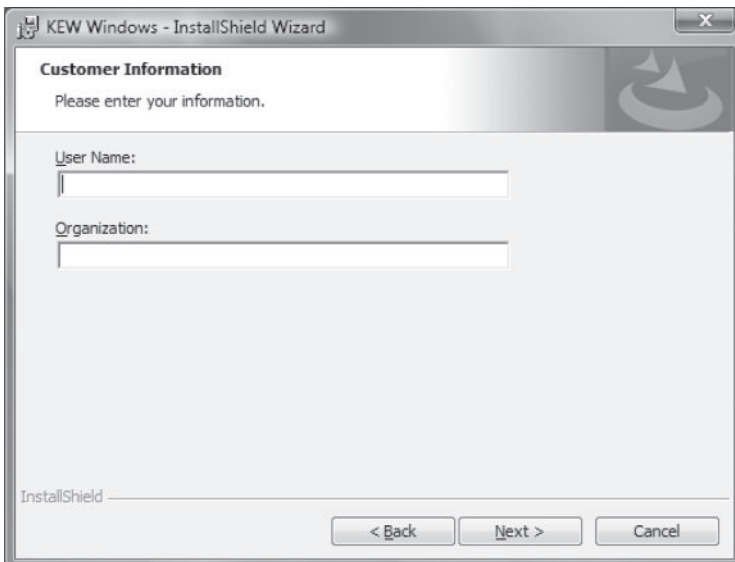 KEW Windows - InstallShield Wizard
X
Customer Information
Please enter your information.
User Name:
Organization:
InstallShield
< Back
Next >
Cancel